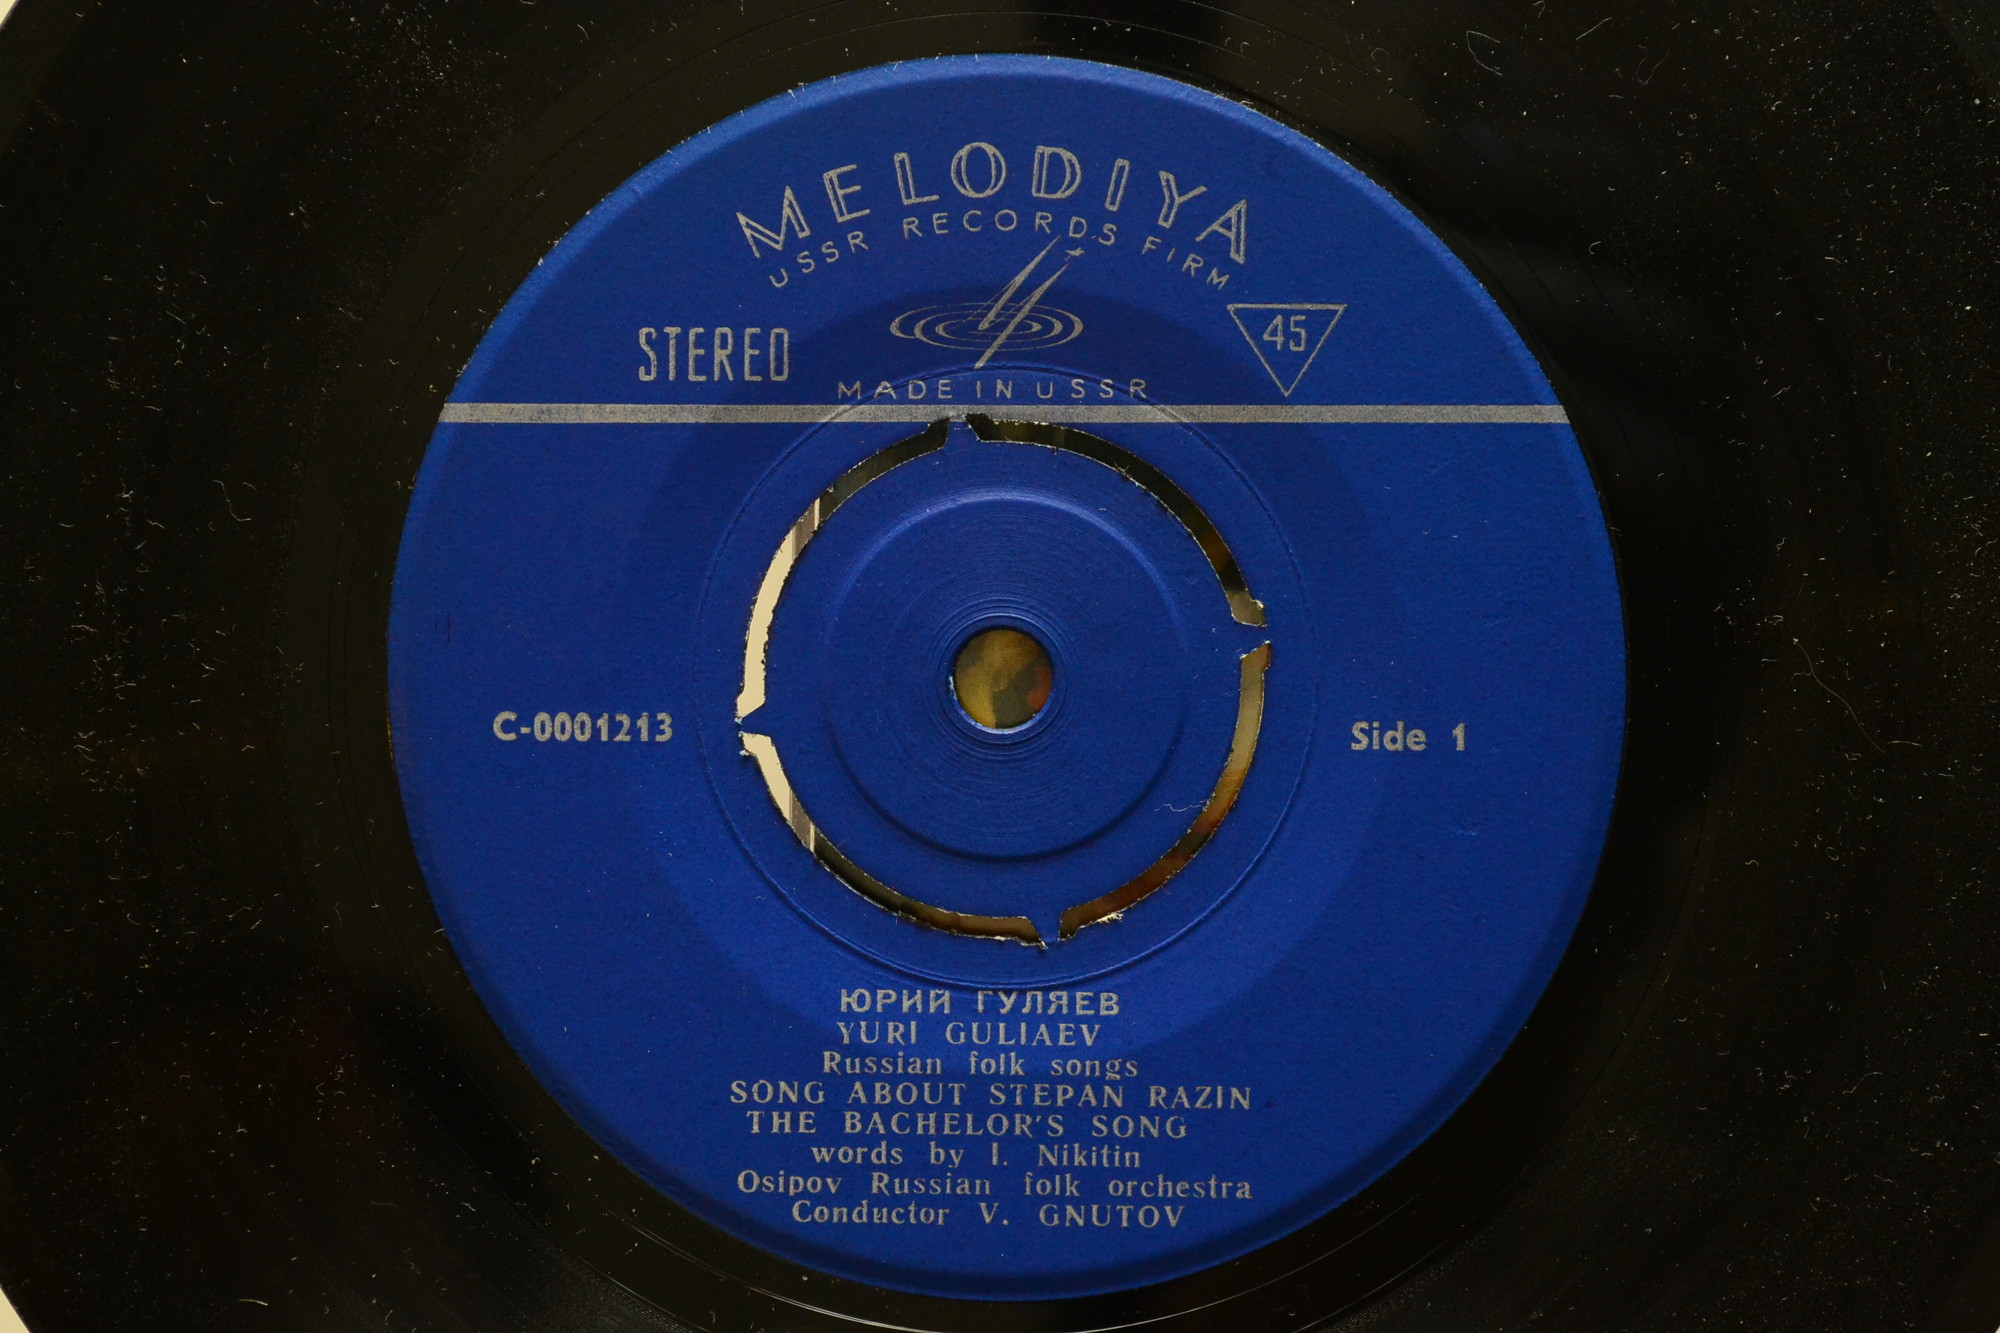 MELODIYA
USSR RECORDS FIRM
STEREO
45
MADE IN USSR
C-0001213
Side 1
ЮРИЙ ГУЛЯЕВ
YURI GULIAEV
Russian folk songs
SONG ABOUT STEPAN RAZIN
THE BACHELOR'S SONG
words by I. Nikitin
Osipov Russian folk orchestra
Conductor V. GNUTOV